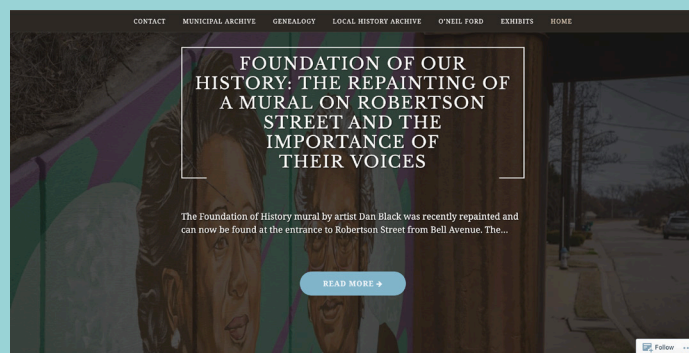 CONTACT MUNICIPAL ARCHIVE GENEALOGY LOCAL HISTORY ARCHIVE O'NEIL FORD EXHIBITS HOME
FOUNDATION OF OUR
HISTORY: THE REPAINTING OF
A MURAL ON ROBERTSON
STREET AND THE
IMPORTANCE OF
THEIR VOICES
The Foundation of History mural by artist Dan Black was recently repainted and
can now be found at the entrance to Robertson Street from Bell Avenue. The…
READ MORE →
Follow ...